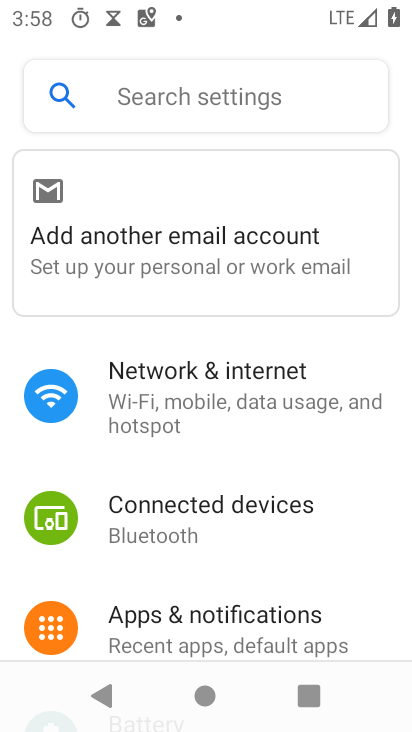 3:58
LTE
Search settings
Add another email account
Set up your personal or work email
Network & internet
Wi-Fi, mobile, data usage, and
hotspot
Connected devices
Bluetooth
Apps & notifications
Recent apps, default apps
Battery